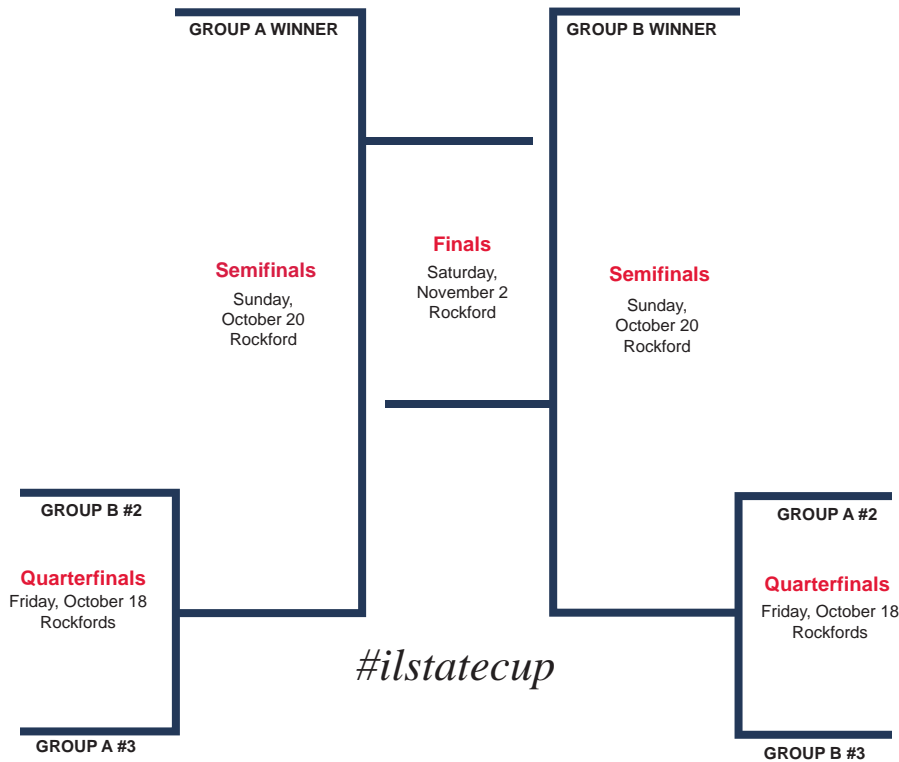 GROUP A WINNER
GROUP B WINNER
Semifinals
Sunday,
October 20
Rockford
Finals
Saturday,
November 2
Rockford
Semifinals
Sunday,
October 20
Rockford
GROUP B #2
Quarterfinals
Friday, October 18
Rockfords
GROUP A #3
GROUP A #2
Quarterfinals
Friday, October 18
Rockfords
GROUP B #3
#ilstatecup